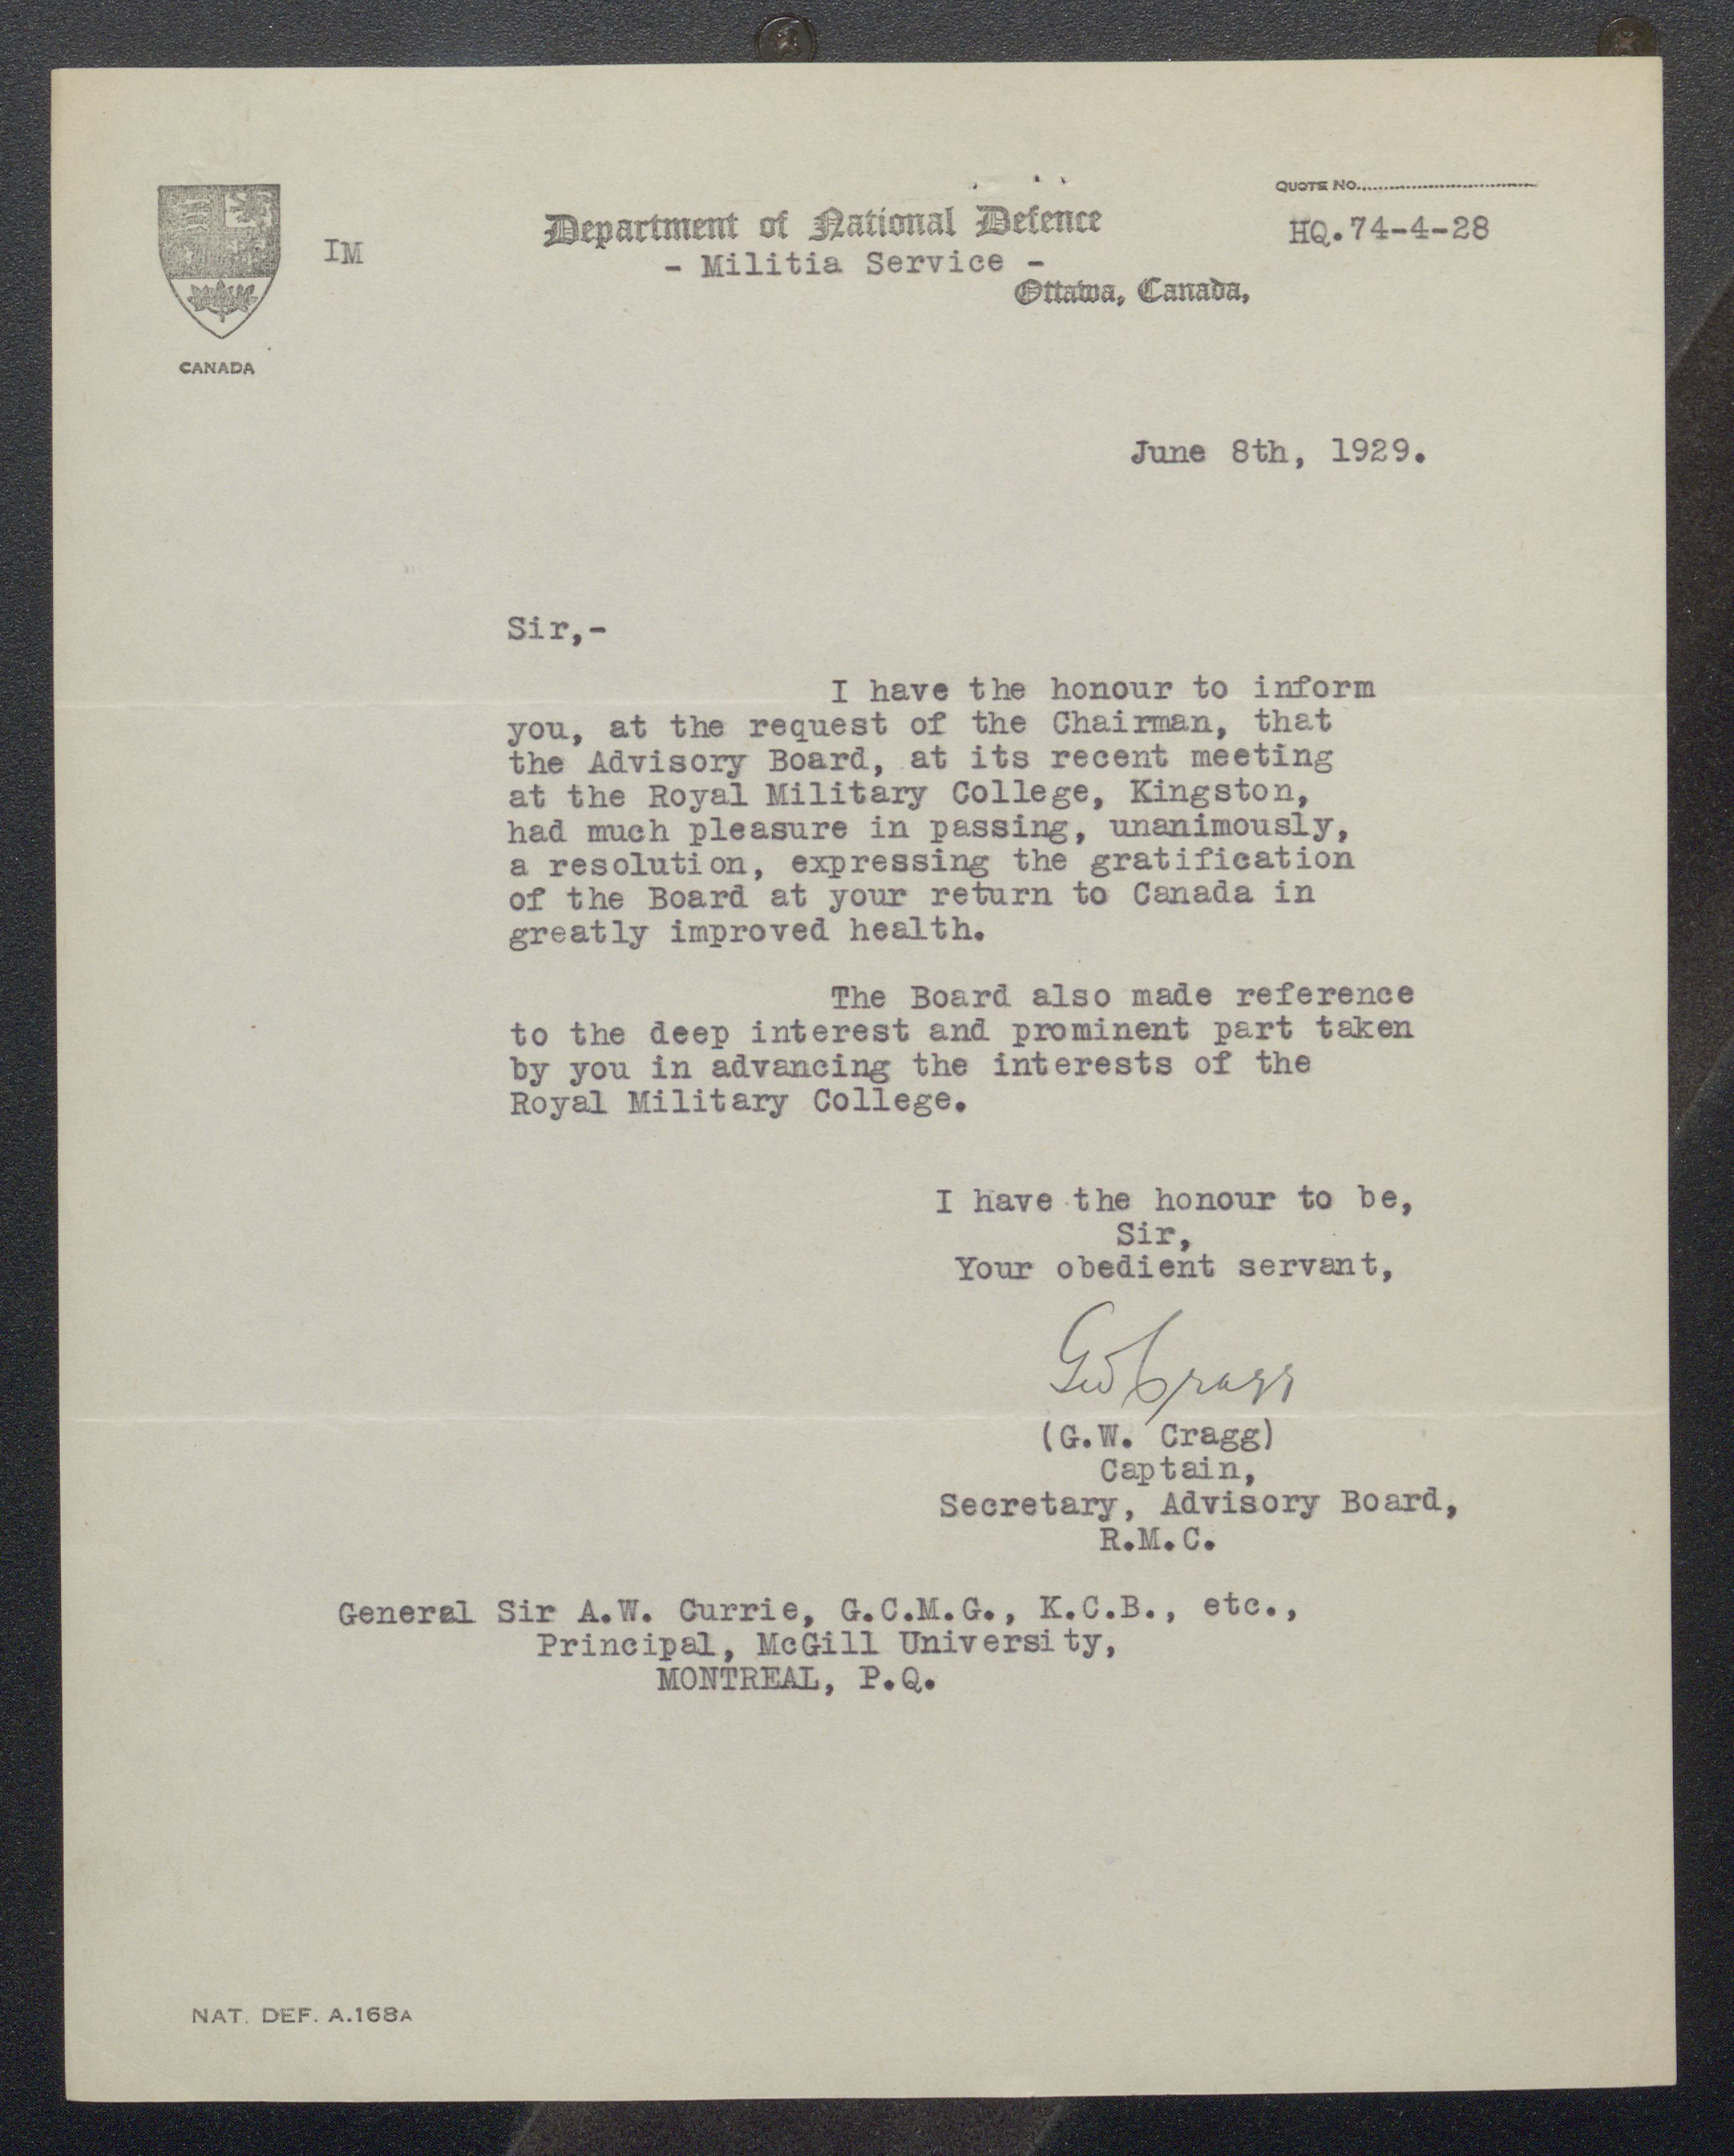 QUOTE NO.
HQ.74-4-28
IM
Department of National Defence
- Militia Service -
Ottawa, Canada,
CANADA
June 8th, 1929.
Sir,-
I have the honour to inform
you, at the request of the Chairman, that
the Advisory Board, at its recent meeting
at the Royal Military College, Kingston,
had much pleasure in passing, unanimously,
a resolution, expressing the gratification
of the Board at your return to Canada in
greatly improved health.
The Board also made reference
to the deep interest and prominent part taken
by you in advancing the interests of the
Royal Military College.
I have the honour to be,
Sir,
Your obedient servant,
GW Cragg
(G.W. Cragg)
Captain,
Secretary, Advisory Board,
R.M.C.
General Sir A.W. Currie, G.C.M.G., K.C.B., etc.,
Principal, McGill University,
MONTREAL, P.Q.
NAT. DEF. A.168A